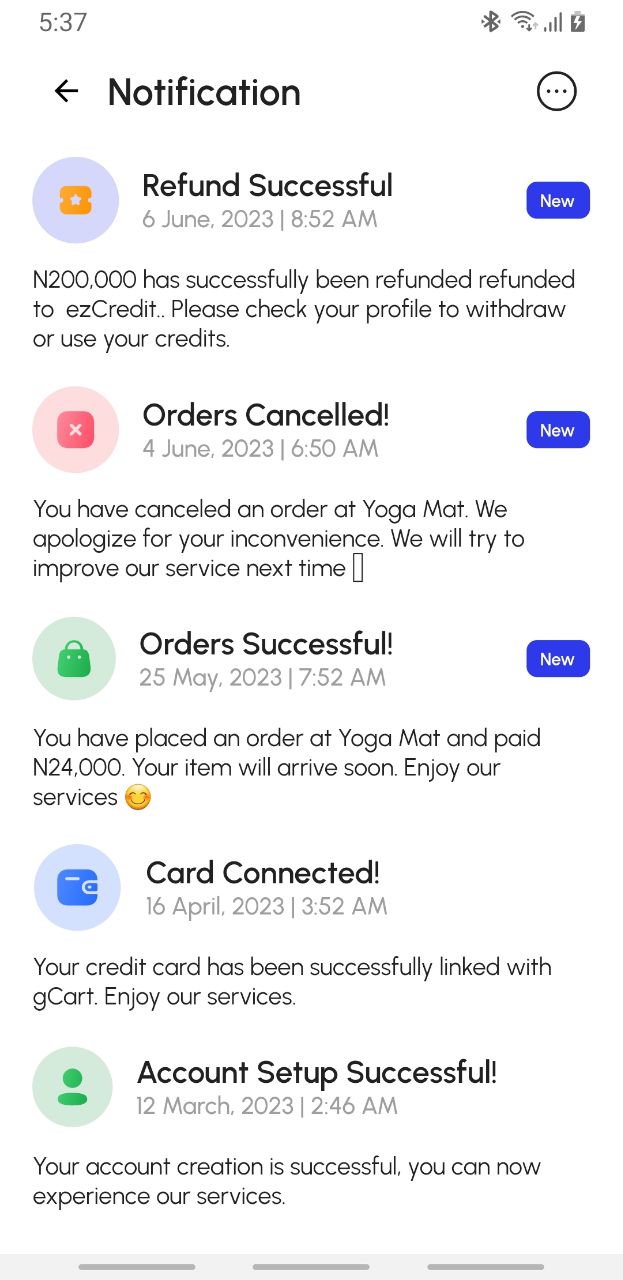 5:37
Notification
Refund Successful
6 June, 2023 | 8:52 AM
New
N200,000 has successfully been refunded refunded
to  ezCredit.. Please check your profile to withdraw
or use your credits.
Orders Cancelled!
4 June, 2023 | 6:50 AM
New
You have canceled an order at Yoga Mat. We
apologize for your inconvenience. We will try to
improve our service next time
Orders Successful!
25 May, 2023 | 7:52 AM
New
You have placed an order at Yoga Mat and paid
N24,000. Your item will arrive soon. Enjoy our
services 😊
Card Connected!
16 April, 2023 | 3:52 AM
Your credit card has been successfully linked with
gCart. Enjoy our services.
Account Setup Successful!
12 March, 2023 | 2:46 AM
Your account creation is successful, you can now
experience our services.